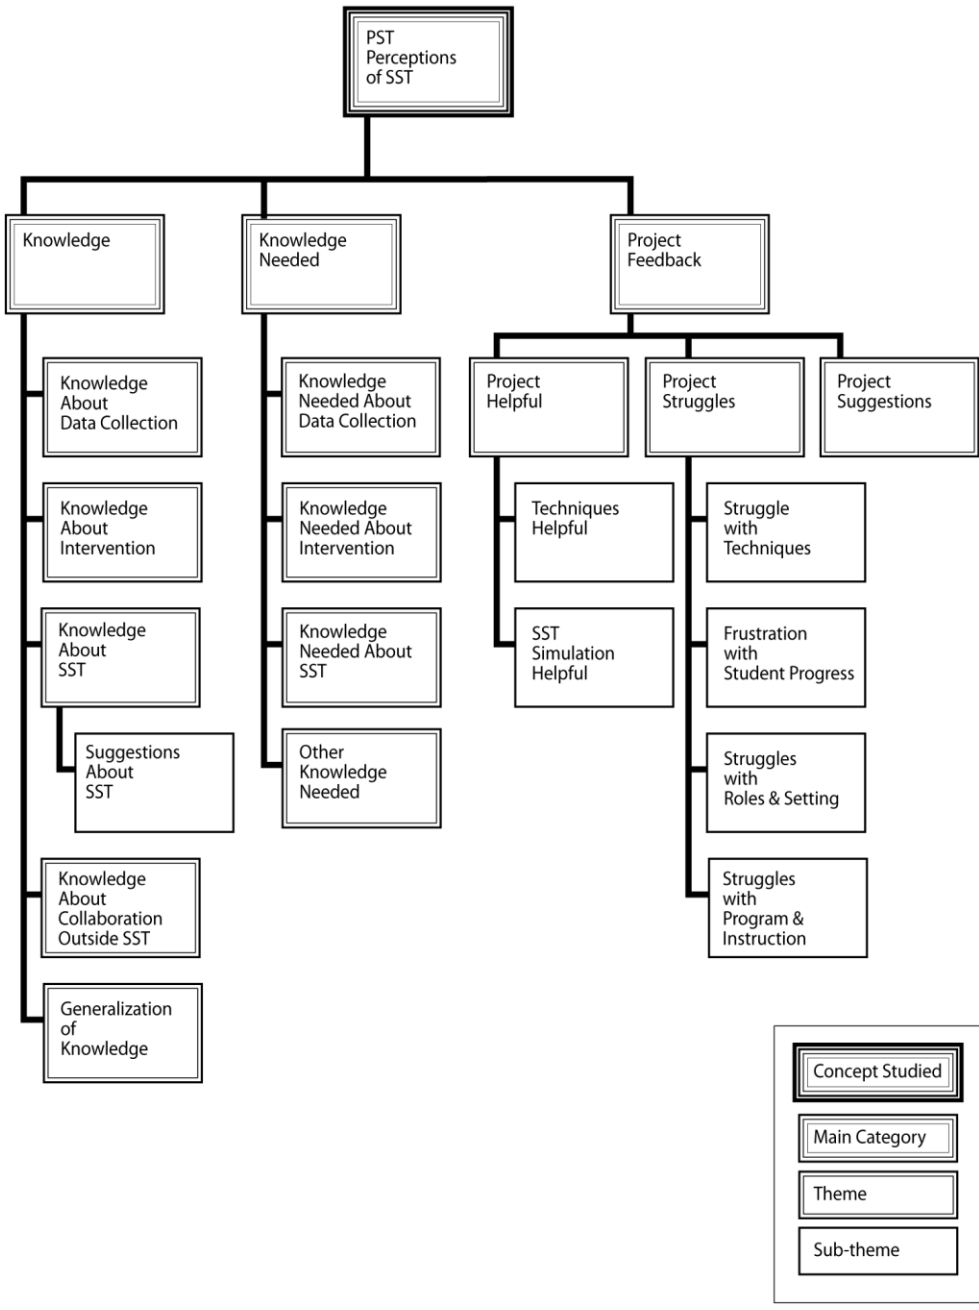 PST
Perceptions
of SST
Knowledge
Knowledge
Needed
Project
Feedback
Knowledge
About
Data Collection
Knowledge
Needed About
Data Collection
Project
Helpful
Project
Struggles
Project
Suggestions
Knowledge
About
Intervention
Knowledge
Needed About
Intervention
Techniques
Helpful
Struggle
with
Techniques
Knowledge
About
SST
Knowledge
Needed About
SST
SST
Simulation
Helpful
Frustration
with
Student Progress
Suggestions
About
SST
Other
Knowledge
Needed
Struggles
with
Roles & Setting
Knowledge
About
Collaboration
Outside SST
Struggles
with
Program &
Instruction
Generalization
of
Knowledge
Concept Studied
Main Category
Theme
Sub-theme